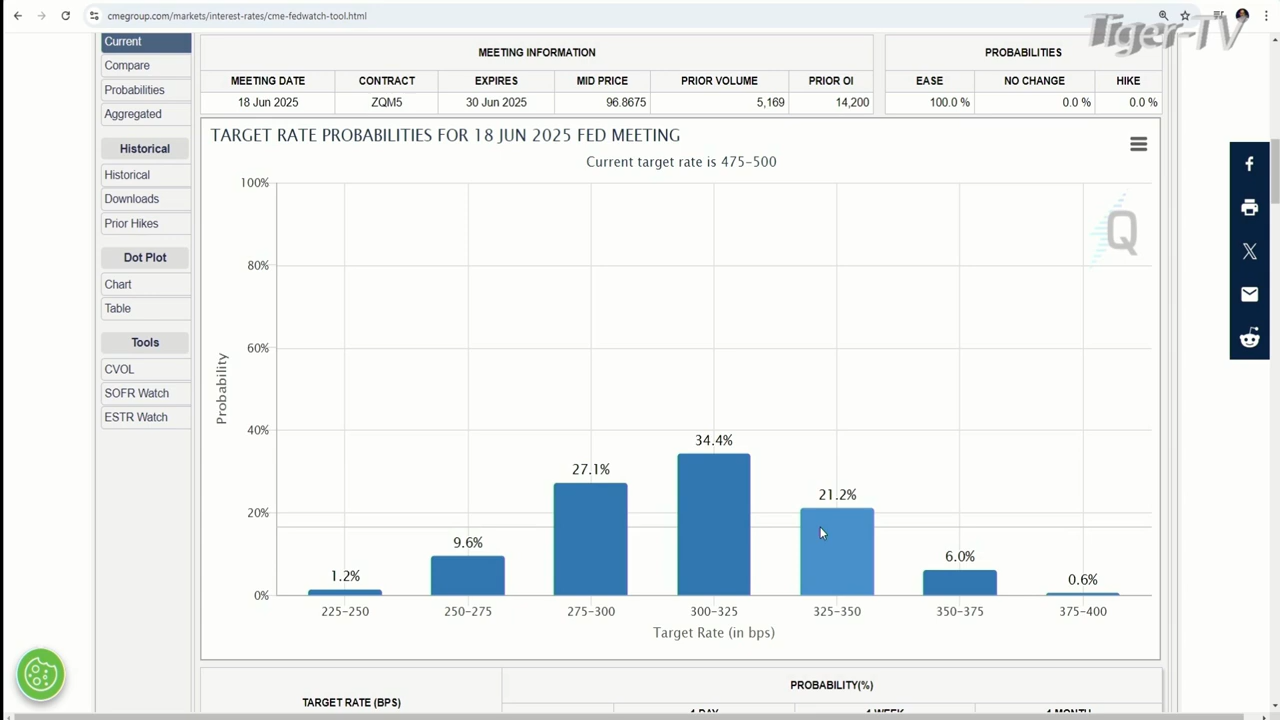 cmegroup.com/markets/interest-rates/cme-fedwatch-tool.html
Tiger-TV
Current
Compare
Probabilities
Aggregated
Historical
Historical
Downloads
Prior Hikes
Dot Plot
Chart
Table
Tools
CVOL
SOFR Watch
ESTR Watch
MEETING INFORMATION
MEETING DATE CONTRACT EXPIRES MID PRICE PRIOR VOLUME PRIOR OI
18 Jun 2025 ZQM5 30 Jun 2025 96.8675 5,169 14,200
PROBABILITIES
EASE NO CHANGE HIKE
100.0 % 0.0 % 0.0 %
TARGET RATE PROBABILITIES FOR 18 JUN 2025 FED MEETING
Current target rate is 475-500
Q
Probability
100%
80%
60%
40%
20%
0%
1.2%
9.6%
27.1%
34.4%
21.2%
6.0%
0.6%
225-250 250-275 275-300 300-325 325-350 350-375 375-400
Target Rate (in bps)
TARGET RATE (BPS)
PROBABILITY(%)
1 DAY 1 WEEK 1 MONTH